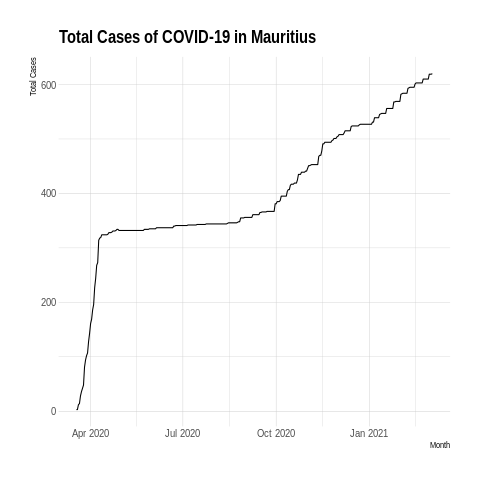 Total Cases of COVID-19 in Mauritius
Total Cases
600
400
200
0
Apr 2020 Jul 2020 Oct 2020 Jan 2021
Month